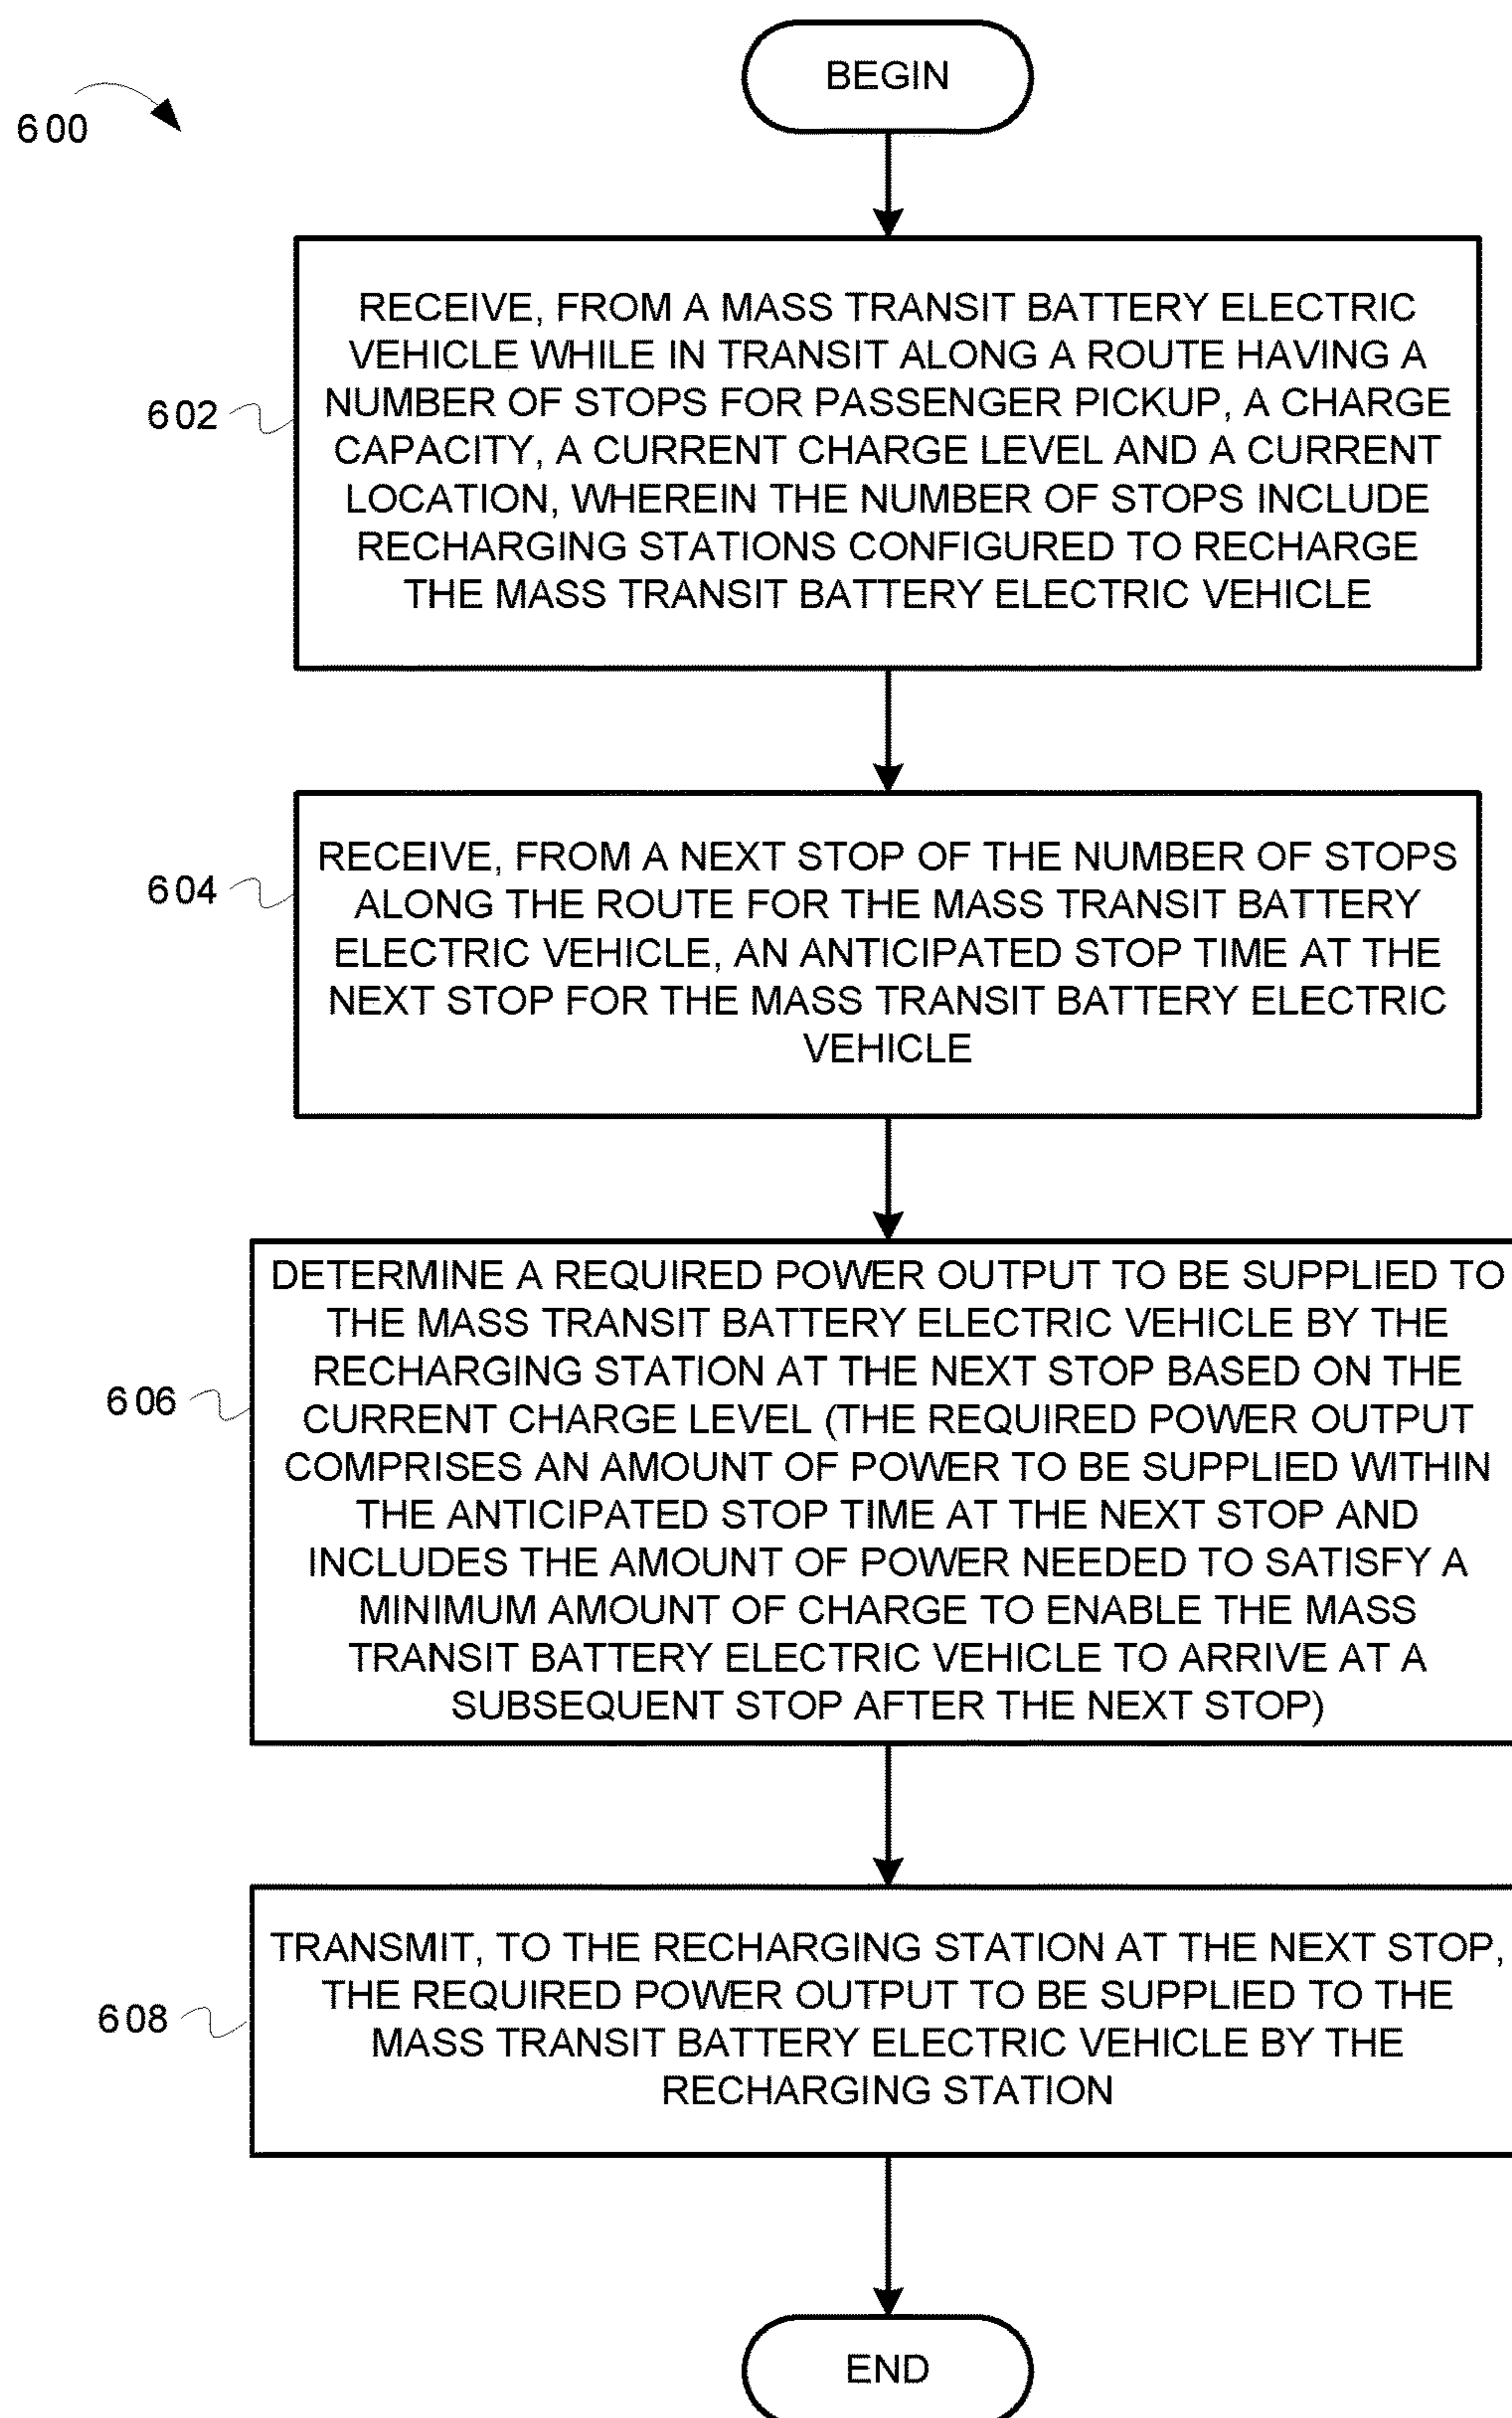 BEGIN
600
RECEIVE, FROM A MASS TRANSIT BATTERY ELECTRIC
VEHICLE WHILE IN TRANSIT ALONG A ROUTE HAVING A
NUMBER OF STOPS FOR PASSENGER PICKUP, A CHARGE
CAPACITY, A CURRENT CHARGE LEVEL AND A CURRENT
LOCATION, WHEREIN THE NUMBER OF STOPS INCLUDE
RECHARGING STATIONS CONFIGURED TO RECHARGE
THE MASS TRANSIT BATTERY ELECTRIC VEHICLE
602
RECEIVE, FROM A NEXT STOP OF THE NUMBER OF STOPS
ALONG THE ROUTE FOR THE MASS TRANSIT BATTERY
ELECTRIC VEHICLE, AN ANTICIPATED STOP TIME AT THE
NEXT STOP FOR THE MASS TRANSIT BATTERY ELECTRIC
VEHICLE
604
DETERMINE A REQUIRED POWER OUTPUT TO BE SUPPLIED TO
THE MASS TRANSIT BATTERY ELECTRIC VEHICLE BY THE
RECHARGING STATION AT THE NEXT STOP BASED ON THE
CURRENT CHARGE LEVEL (THE REQUIRED POWER OUTPUT
COMPRISES AN AMOUNT OF POWER TO BE SUPPLIED WITHIN
THE ANTICIPATED STOP TIME AT THE NEXT STOP AND
INCLUDES THE AMOUNT OF POWER NEEDED TO SATISFY A
MINIMUM AMOUNT OF CHARGE TO ENABLE THE MASS
TRANSIT BATTERY ELECTRIC VEHICLE TO ARRIVE AT A
SUBSEQUENT STOP AFTER THE NEXT STOP)
606
TRANSMIT, TO THE RECHARGING STATION AT THE NEXT STOP,
THE REQUIRED POWER OUTPUT TO BE SUPPLIED TO THE
MASS TRANSIT BATTERY ELECTRIC VEHICLE BY THE
RECHARGING STATION
608
END